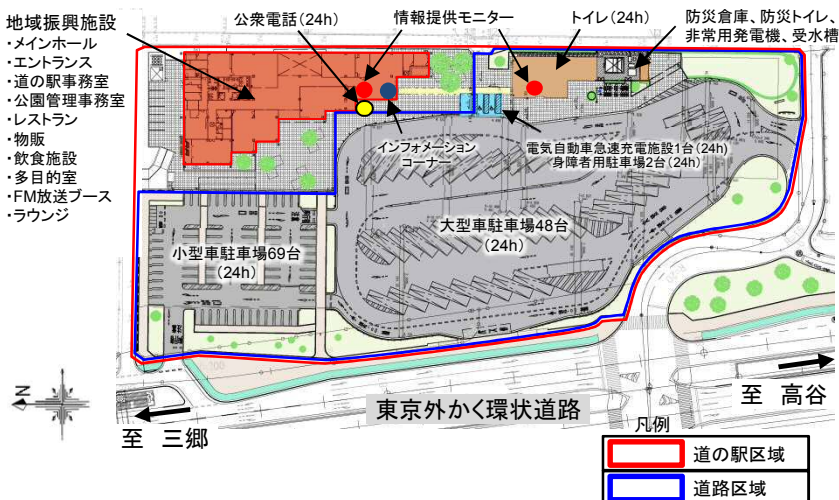 地域振興施設
・メインホール
・エントランス
・道の駅事務室
・公園管理事務室
・レストラン
・物販
・飲食施設
・多目的室
・FM放送ブース
・ラウンジ
公衆電話(24h)
情報提供モニター
トイレ(24h)
防災倉庫、防災トイレ、
非常用発電機、受水槽
インフォメーション
コーナー
電気自動車急速充電施設1台(24h)
身障者用駐車場2台(24h)
大型車駐車場48台
(24h)
小型車駐車場69台
(24h)
N
至 三郷
東京外かく環状道路
至 高谷
凡例
道の駅区域
道路区域